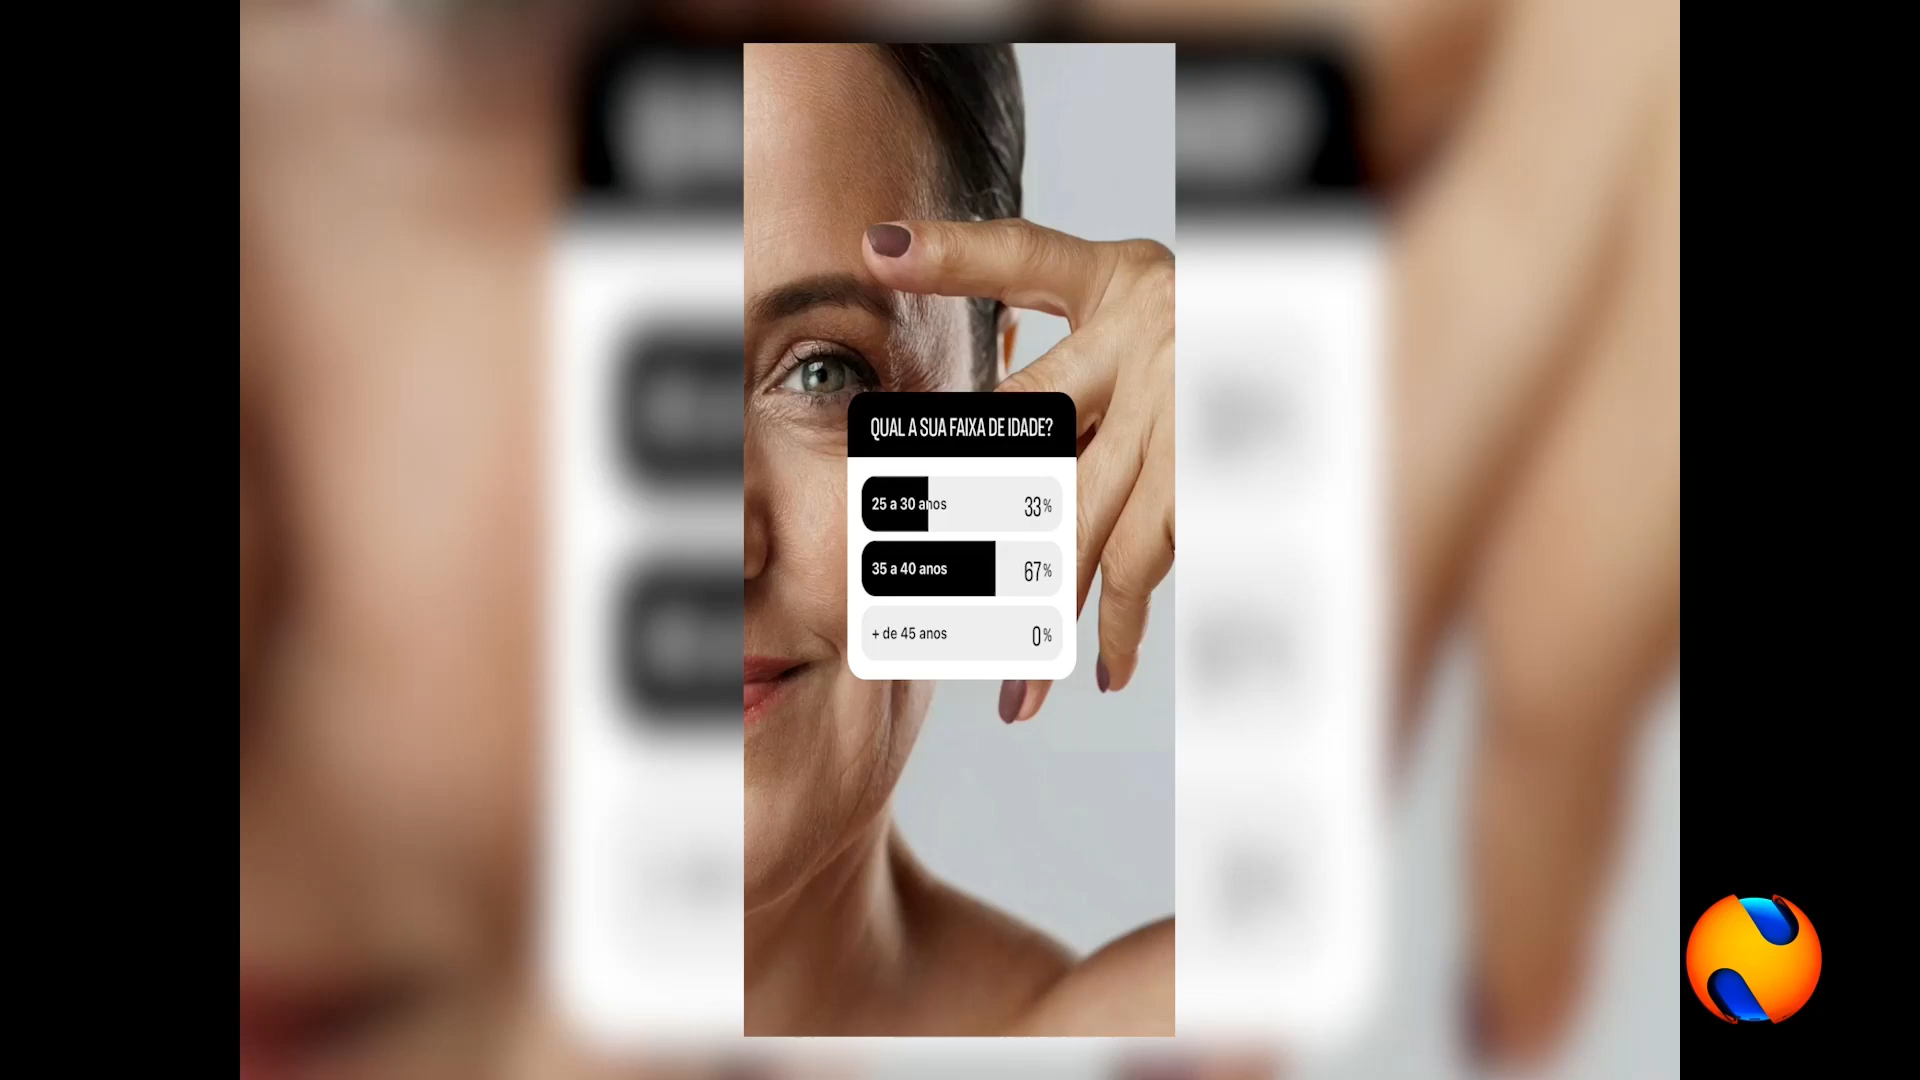 QUAL A SUA FAIXA DE IDADE?
25 a 30 anos 33%
35 a 40 anos 67%
+ de 45 anos 0%